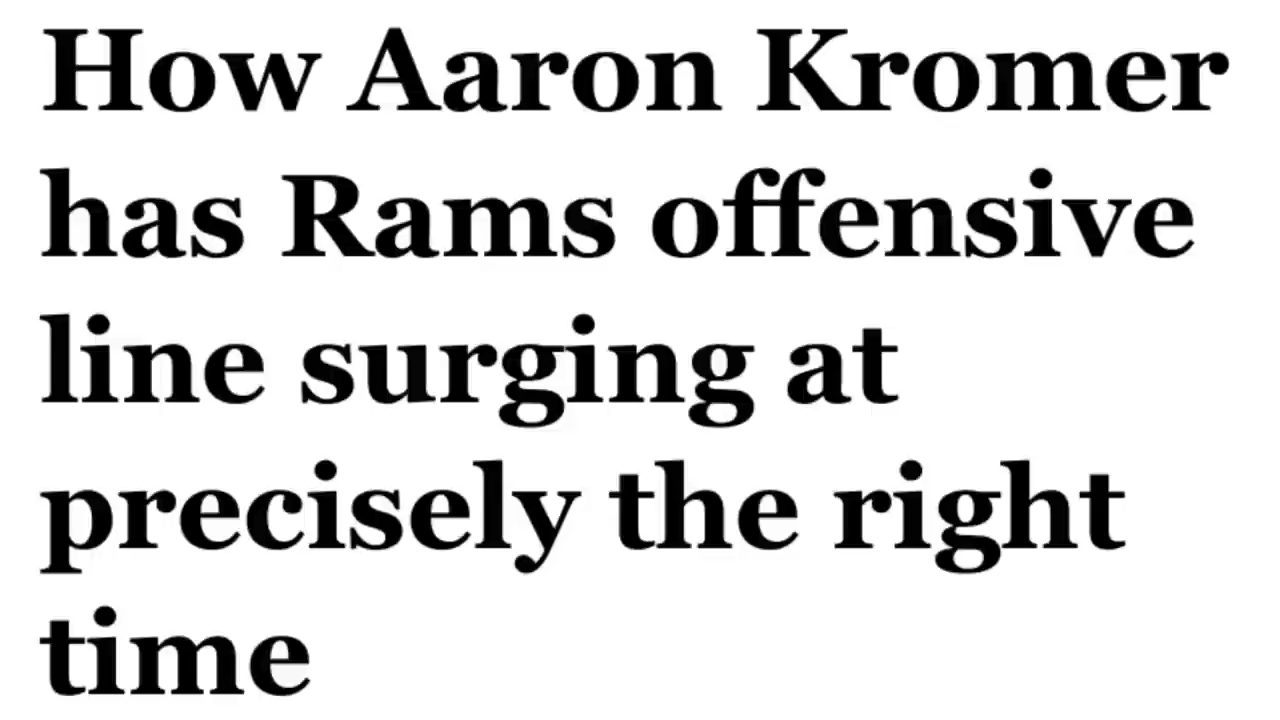 How Aaron Kromer
has Rams offensive
line surging at
precisely the right
time